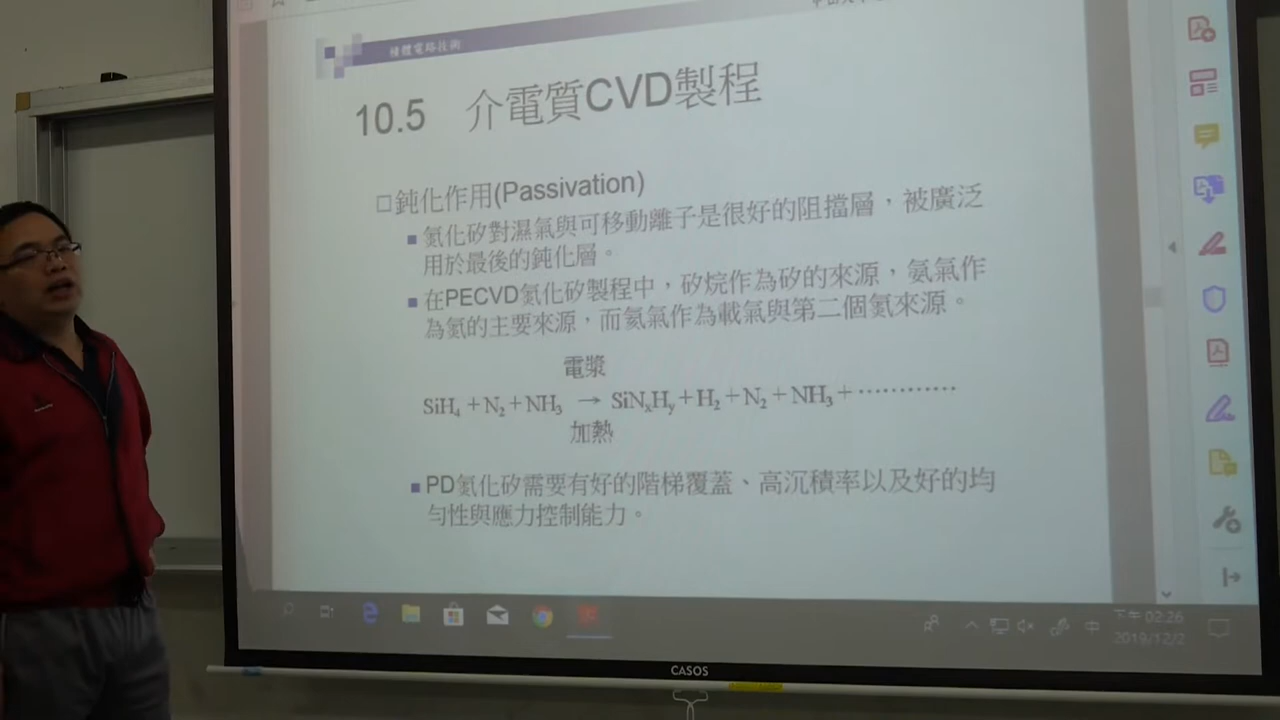 積體電路技術
10.5 介電質CVD製程
鈍化作用(Passivation)
氮化矽對濕氣與可移動離子是很好的阻擋層，被廣泛
用於最後的鈍化層。
在PECVD氮化矽製程中，矽烷作為矽的來源，氨氣作
為氮的主要來源，而氮氣作為載氣與第二個氮來源。
電漿
SiH₄ + N₂ + NH₃ → SiNₓHᵧ + H₂ + N₂ + NH₃ + …………
加熱
PD氮化矽需要有好的階梯覆蓋、高沉積率以及好的均
勻性與應力控制能力。
中
下午 02:26
2019/12/2
CASOS